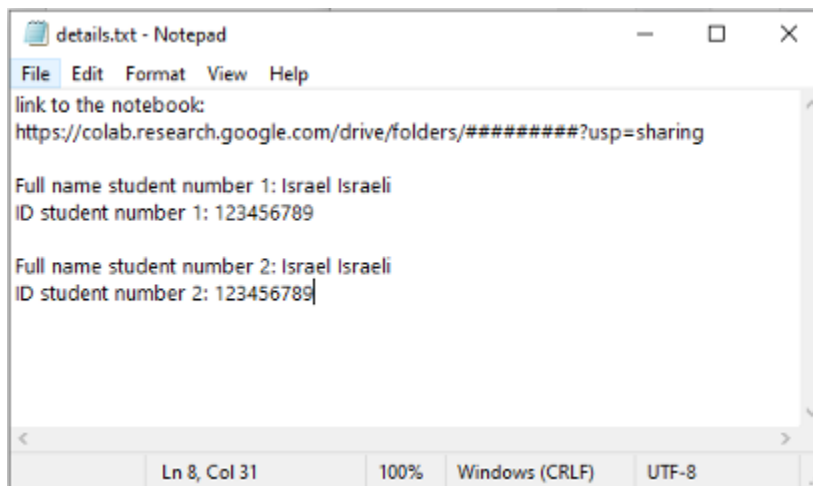 details.txt - Notepad
File Edit Format View Help
link to the notebook:
https://colab.research.google.com/drive/folders/#########?usp=sharing
Full name student number 1: Israel Israeli
ID student number 1: 123456789
Full name student number 2: Israel Israeli
ID student number 2: 123456789
Ln 8, Col 31 100% Windows (CRLF) UTF-8